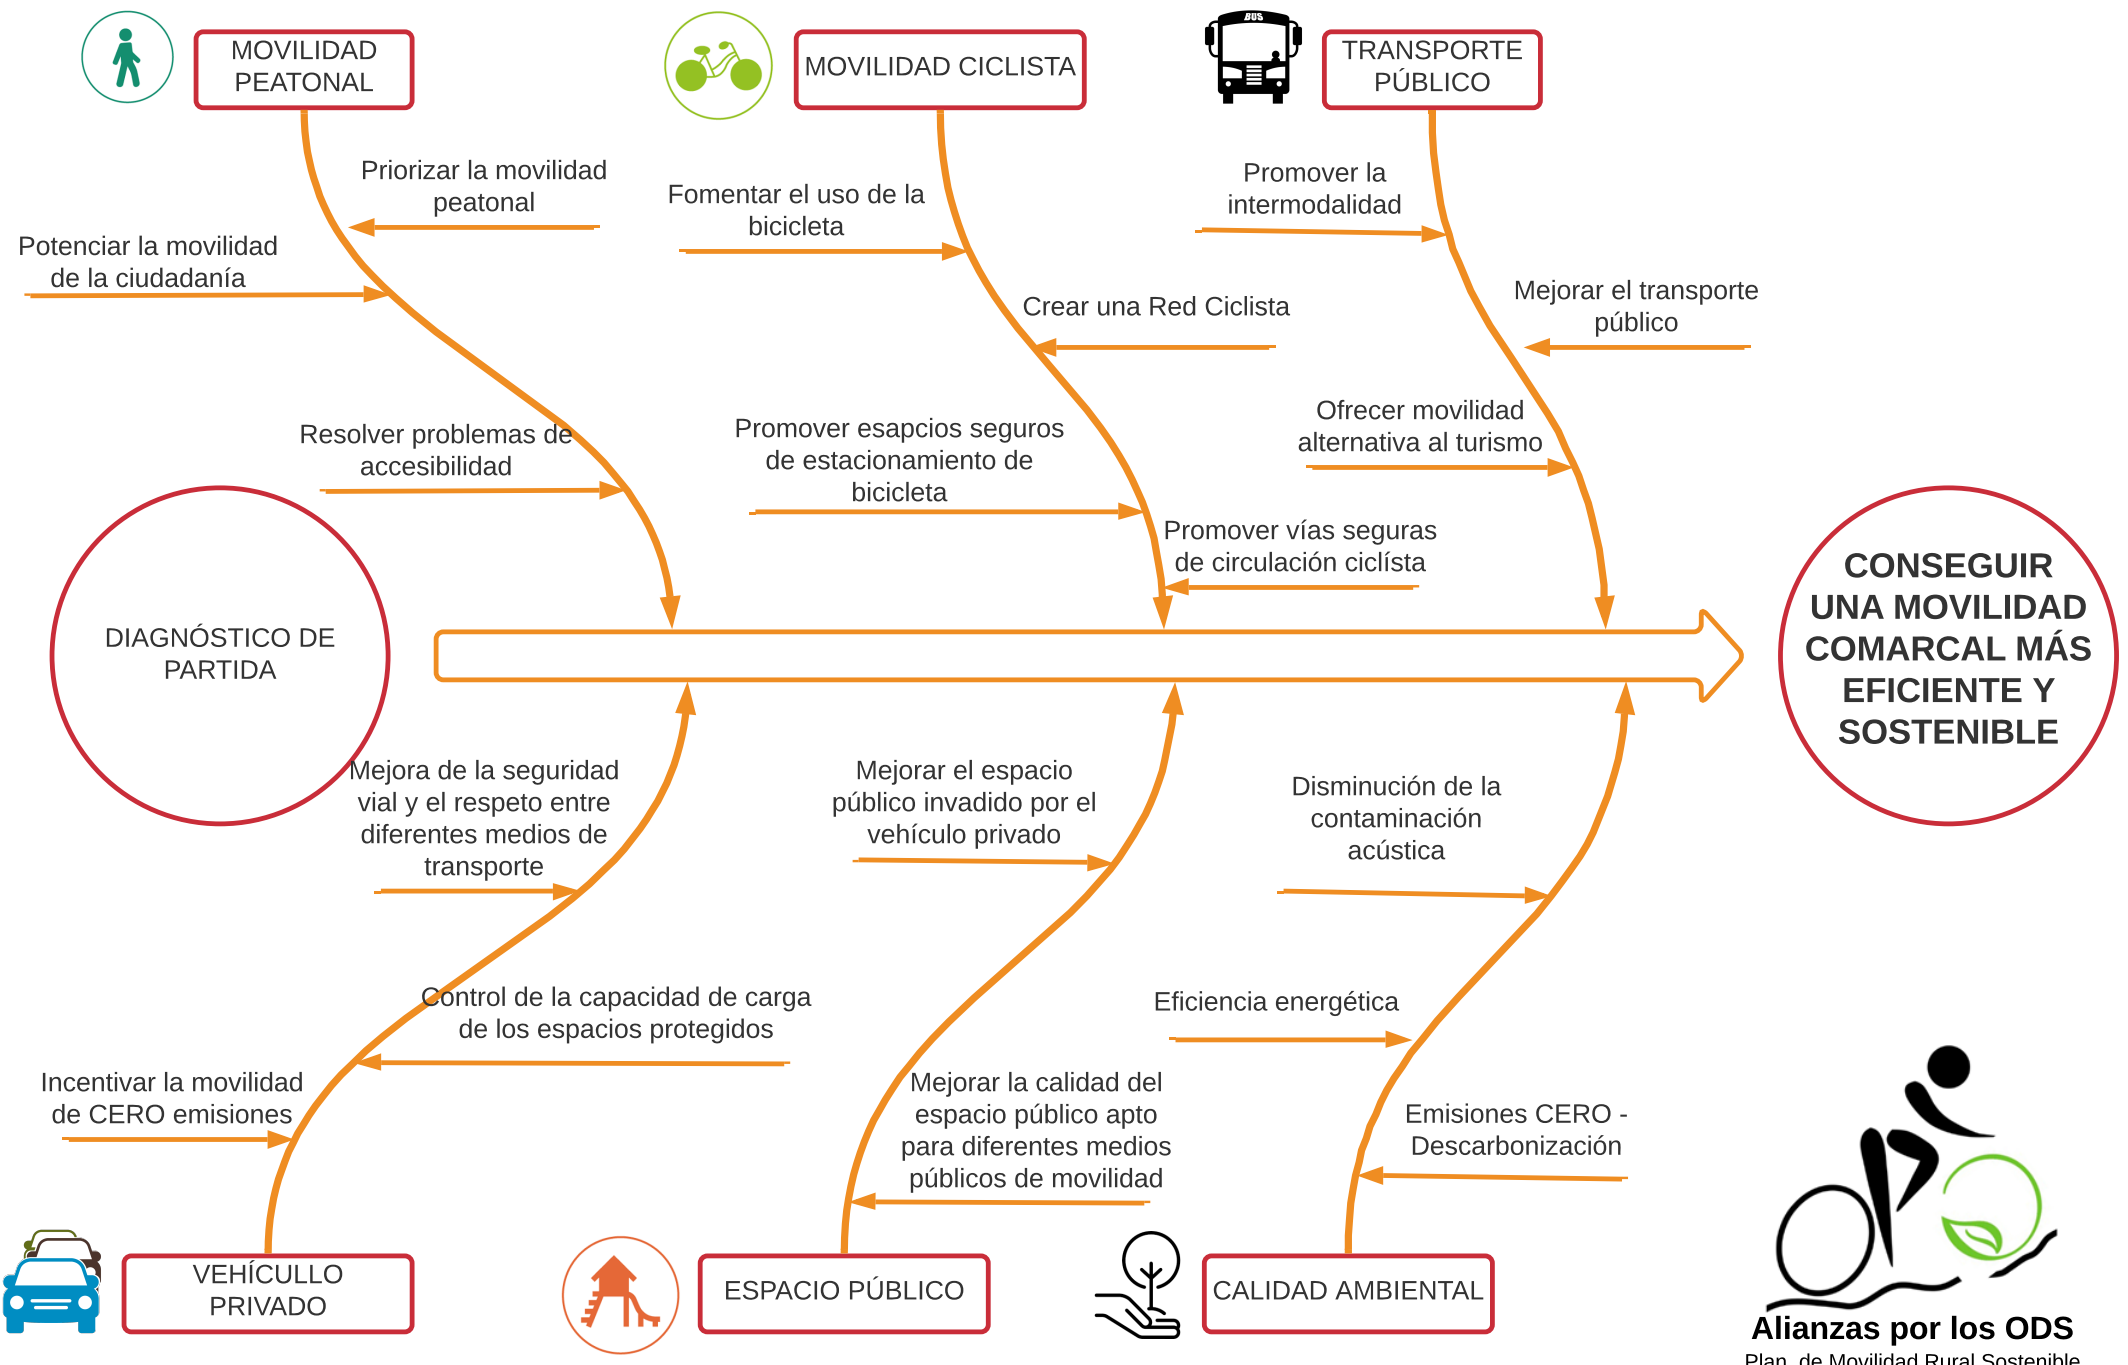 MOVILIDAD
PEATONAL
MOVILIDAD CICLISTA
BUS
TRANSPORTE
PÚBLICO
Priorizar la movilidad
peatonal
Potenciar la movilidad
de la ciudadanía
Resolver problemas de
accesibilidad
Fomentar el uso de la
bicicleta
Crear una Red Ciclista
Promover esapcios seguros
de estacionamiento de
bicicleta
Promover vías seguras
de circulación ciclísta
Promover la
intermodalidad
Mejorar el transporte
público
Ofrecer movilidad
alternativa al turismo
DIAGNÓSTICO DE
PARTIDA
CONSEGUIR
UNA MOVILIDAD
COMARCAL MÁS
EFICIENTE Y
SOSTENIBLE
Mejora de la seguridad
vial y el respeto entre
diferentes medios de
transporte
Control de la capacidad de carga
de los espacios protegidos
Incentivar la movilidad
de CERO emisiones
Mejorar el espacio
público invadido por el
vehículo privado
Mejorar la calidad del
espacio público apto
para diferentes medios
públicos de movilidad
Disminución de la
contaminación
acústica
Eficiencia energética
Emisiones CERO -
Descarbonización
VEHÍCULLO
PRIVADO
ESPACIO PÚBLICO
CALIDAD AMBIENTAL
Alianzas por los ODS
Plan de Movilidad Rural Sostenible